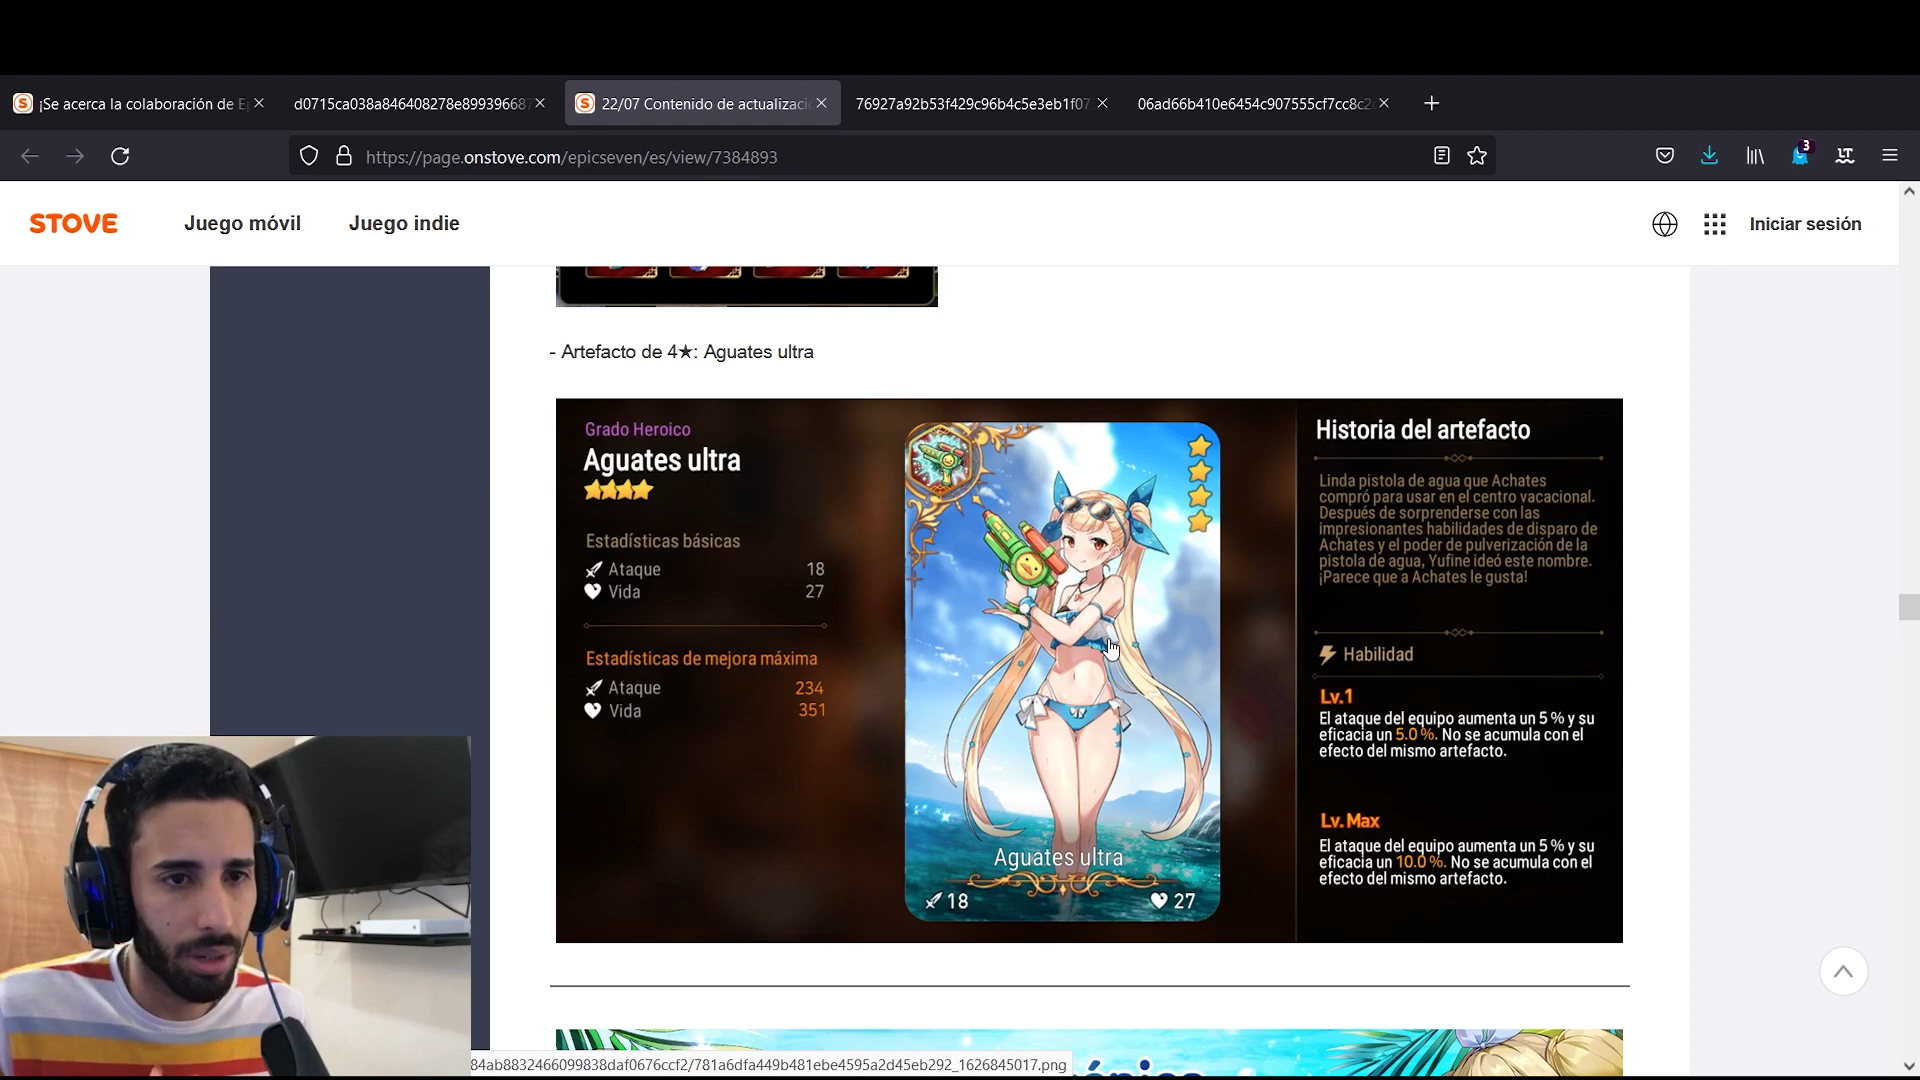 ¡Se acerca la colaboración de E
d0715ca038a846408278e899396687
22/07 Contenido de actualizaci
76927a92b53f429c96b4c5e3eb1f07
06ad66b410e6454c907555cf7cc8c2
https://page.onstove.com/epicseven/es/view/7384893
3
STOVE
Juego móvil
Juego indie
Iniciar sesión
- Artefacto de 4★: Aguates ultra
Grado Heroico
Aguates ultra
Estadísticas básicas
Ataque 18
Vida 27
Estadísticas de mejora máxima
Ataque 234
Vida 351
Aguates ultra
18
27
Historia del artefacto
Linda pistola de agua que Achates
compró para usar en el centro vacacional.
Después de sorprenderse con las
impresionantes habilidades de disparo de
Achates y el poder de pulverización de la
pistola de agua, Yufine ideó este nombre.
¡Parece que a Achates le gusta!
Habilidad
Lv.1
El ataque del equipo aumenta un 5 % y su
eficacia un 5.0 %. No se acumula con el
efecto del mismo artefacto.
Lv.Max
El ataque del equipo aumenta un 5 % y su
eficacia un 10.0 %. No se acumula con el
efecto del mismo artefacto.
84ab8832466099838daf0676ccf2/781a6dfa449b481ebe4595a2d45eb292_1626845017.png